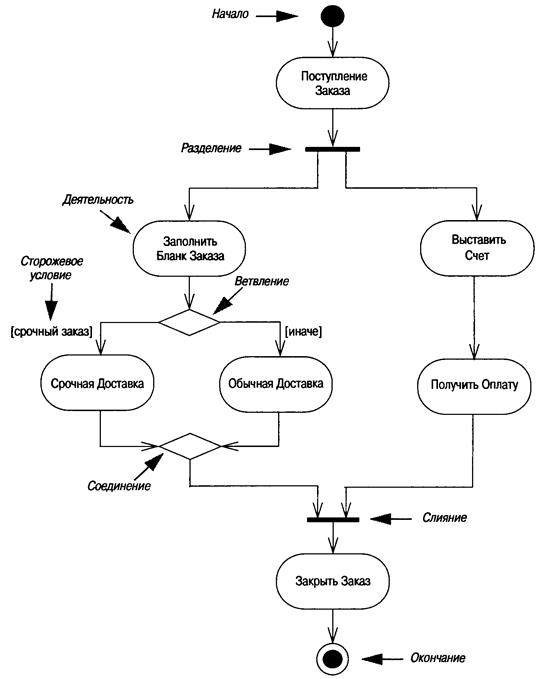 Начало
Поступление
Заказа
Разделение
Деятельность
Заполнить
Бланк Заказа
Выставить
Счет
Сторожевое
условие
Ветвление
[срочный заказ]
[иначе]
Срочная Доставка
Обычная Доставка
Получить Оплату
Соединение
Слияние
Закрыть Заказ
Окончание